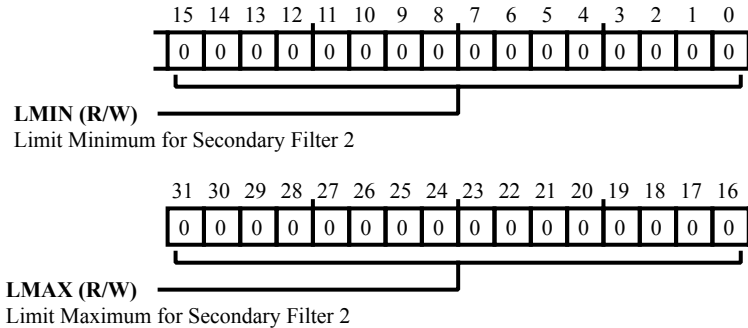 15 14 13 12 11 10 9 8 7 6 5 4 3 2 1 0
0 0 0 0 0 0 0 0 0 0 0 0 0 0 0 0
LMIN (R/W)
Limit Minimum for Secondary Filter 2
31 30 29 28 27 26 25 24 23 22 21 20 19 18 17 16
0 0 0 0 0 0 0 0 0 0 0 0 0 0 0 0
LMAX (R/W)
Limit Maximum for Secondary Filter 2